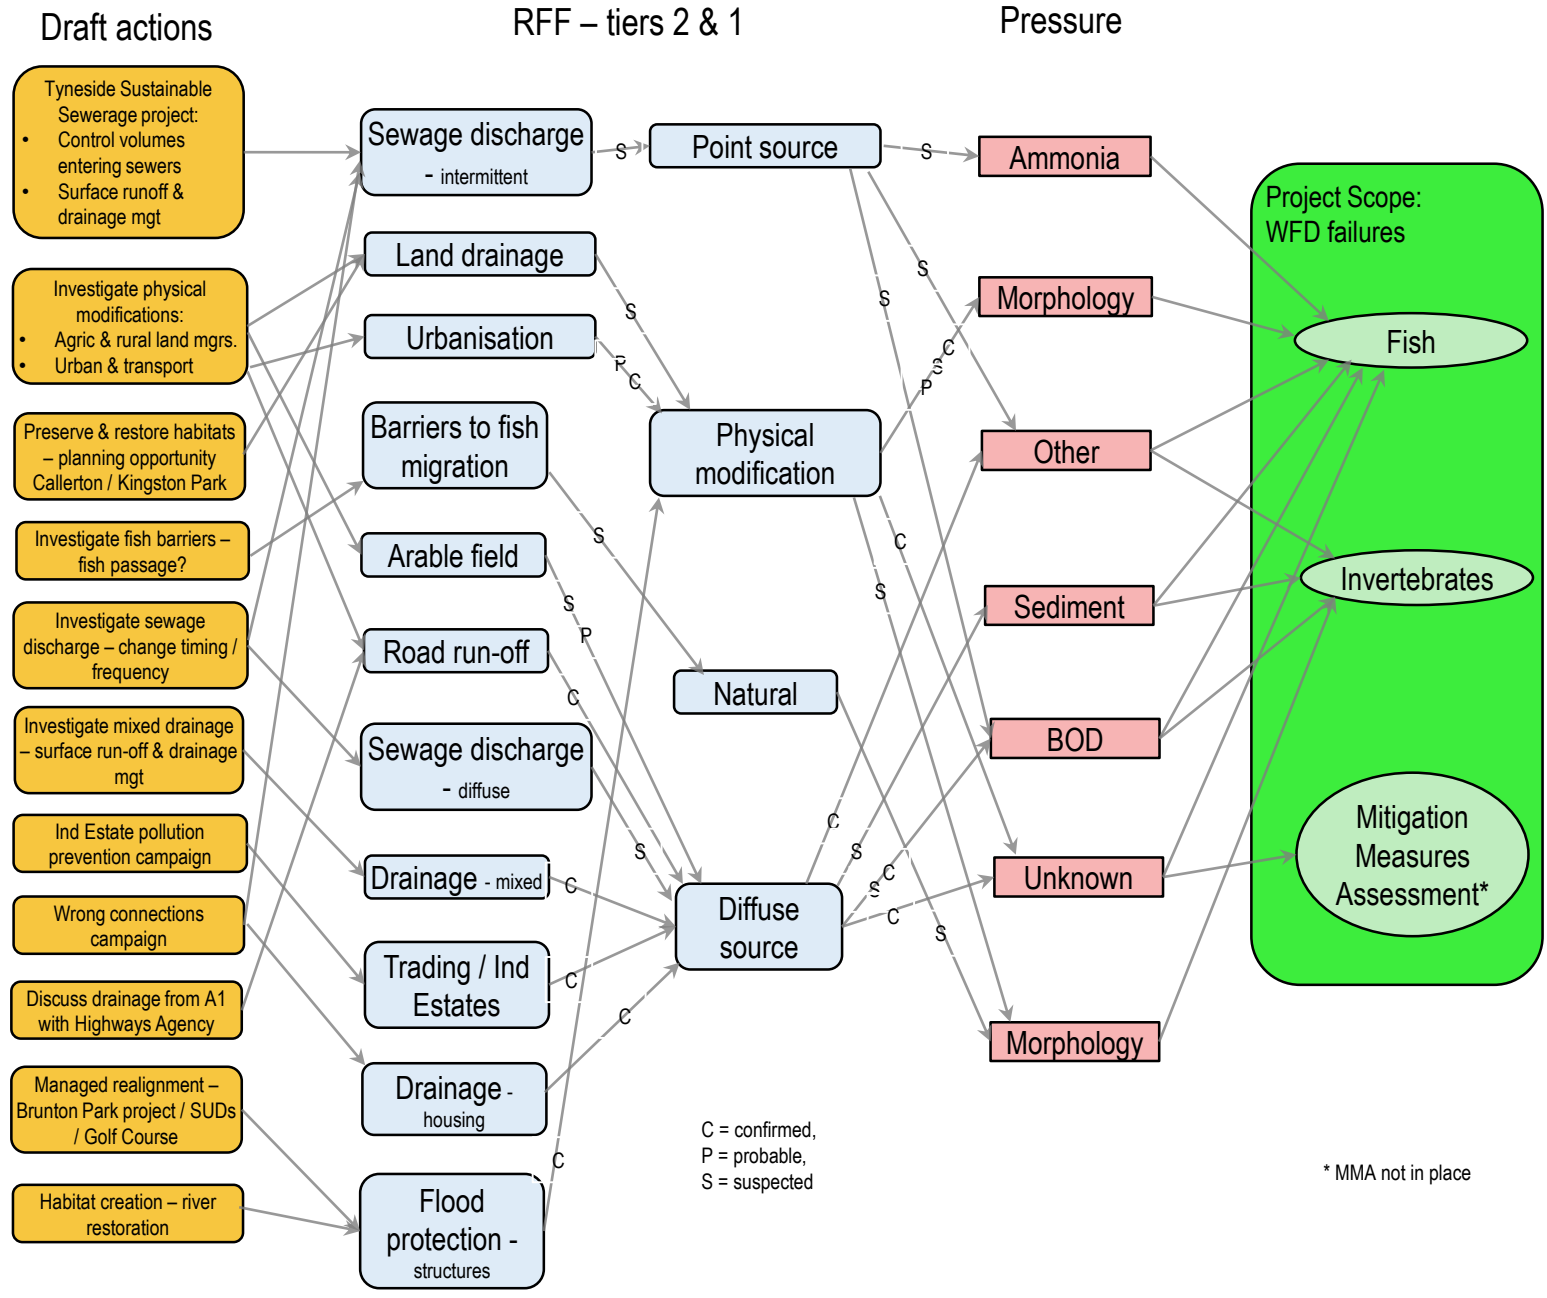 Draft actions
RFF – tiers 2 & 1
Pressure
Tyneside Sustainable
Sewerage project:
• Control volumes
entering sewers
• Surface runoff &
drainage mgt
Investigate physical
modifications:
• Agric & rural land mgrs.
• Urban & transport
Preserve & restore habitats
– planning opportunity
Callerton / Kingston Park
Investigate fish barriers –
fish passage?
Investigate sewage
discharge – change timing /
frequency
Investigate mixed drainage
– surface run-off & drainage
mgt
Ind Estate pollution
prevention campaign
Wrong connections
campaign
Discuss drainage from A1
with Highways Agency
Managed realignment –
Brunton Park project / SUDs
/ Golf Course
Habitat creation – river
restoration
Sewage discharge
- intermittent
Land drainage
Urbanisation
Barriers to fish
migration
Arable field
Road run-off
Sewage discharge
- diffuse
Drainage - mixed
Trading / Ind
Estates
Drainage -
housing
Flood
protection -
structures
S
S
P
C
S
S
P
C
S
C
C
C
C
Point source
Physical
modification
Natural
Diffuse
source
S
S
S
C
S
P
C
S
C
S
C
S
C
S
Ammonia
Morphology
Other
Sediment
BOD
Unknown
Morphology
Project Scope:
WFD failures
Fish
Invertebrates
Mitigation
Measures
Assessment*
C = confirmed,
P = probable,
S = suspected
* MMA not in place